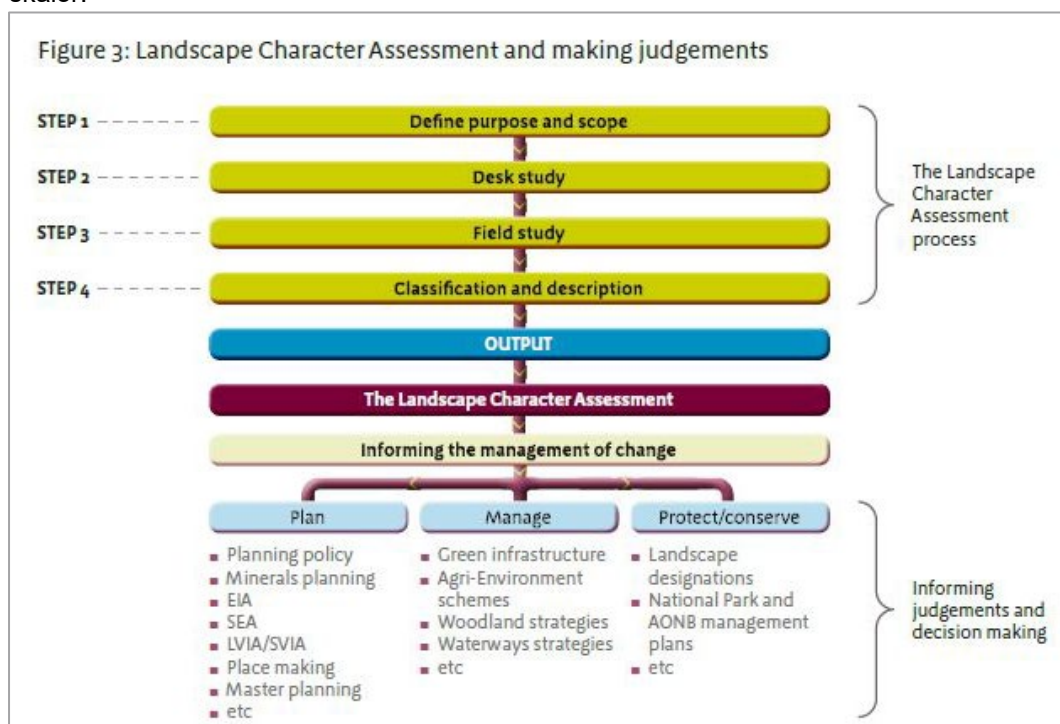 Figure 3: Landscape Character Assessment and making judgements
STEP 1
Define purpose and scope
STEP 2
Desk study
STEP 3
Field study
STEP 4
Classification and description
The Landscape
Character
Assessment
process
OUTPUT
The Landscape Character Assessment
Informing the management of change
Plan
■ Planning policy
■ Minerals planning
■ EIA
■ SEA
■ LVIA/SVIA
■ Place making
■ Master planning
■ etc
Manage
■ Green infrastructure
■ Agri-Environment
schemes
■ Woodland strategies
■ Waterways strategies
■ etc
Protect/conserve
■ Landscape
designations
■ National Park and
AONB management
plans
■ etc
Informing
judgements and
decision making